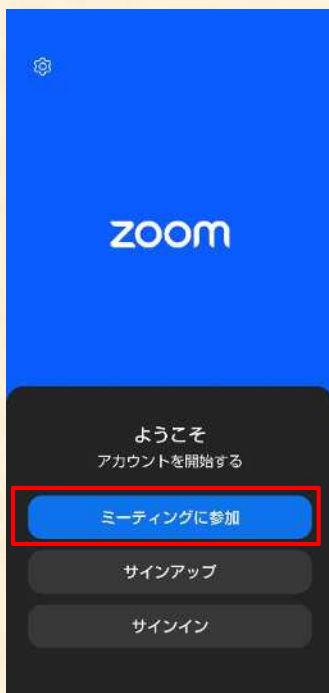 zoom
ようこそ
アカウントを開始する
ミーティングに参加
サインアップ
サインイン